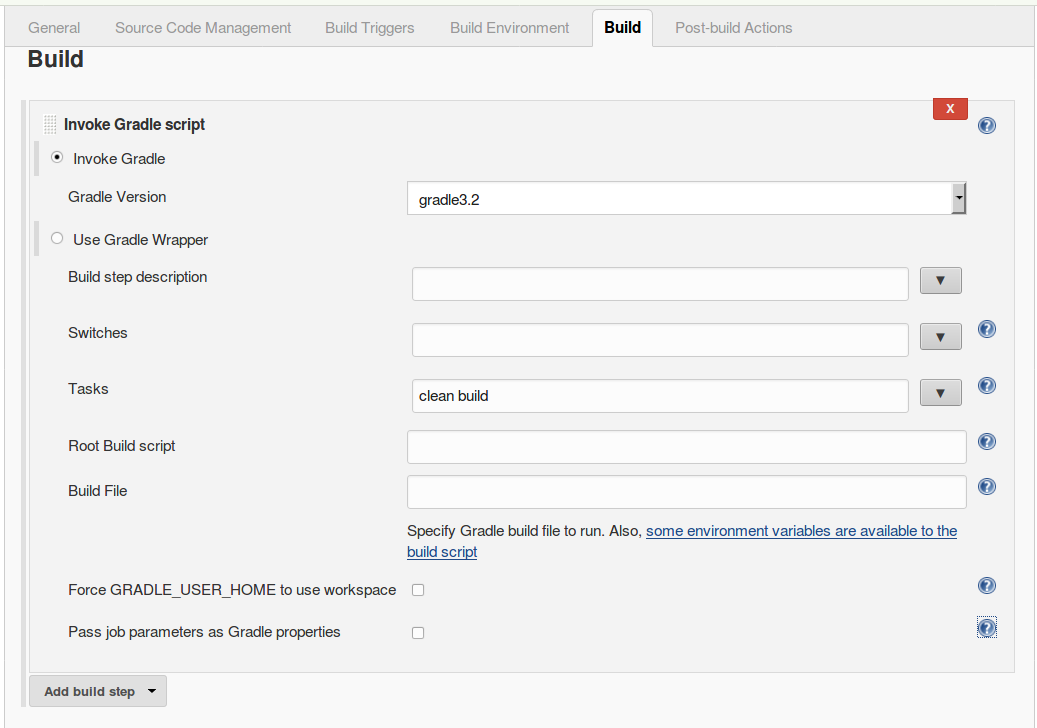 General Source Code Management Build Triggers Build Environment Build Post-build Actions
Build
X
Invoke Gradle script
Invoke Gradle
Gradle Version gradle3.2
Use Gradle Wrapper
Build step description
Switches
Tasks clean build
Root Build script
Build File
Specify Gradle build file to run. Also, some environment variables are available to the
build script
Force GRADLE_USER_HOME to use workspace
Pass job parameters as Gradle properties
Add build step